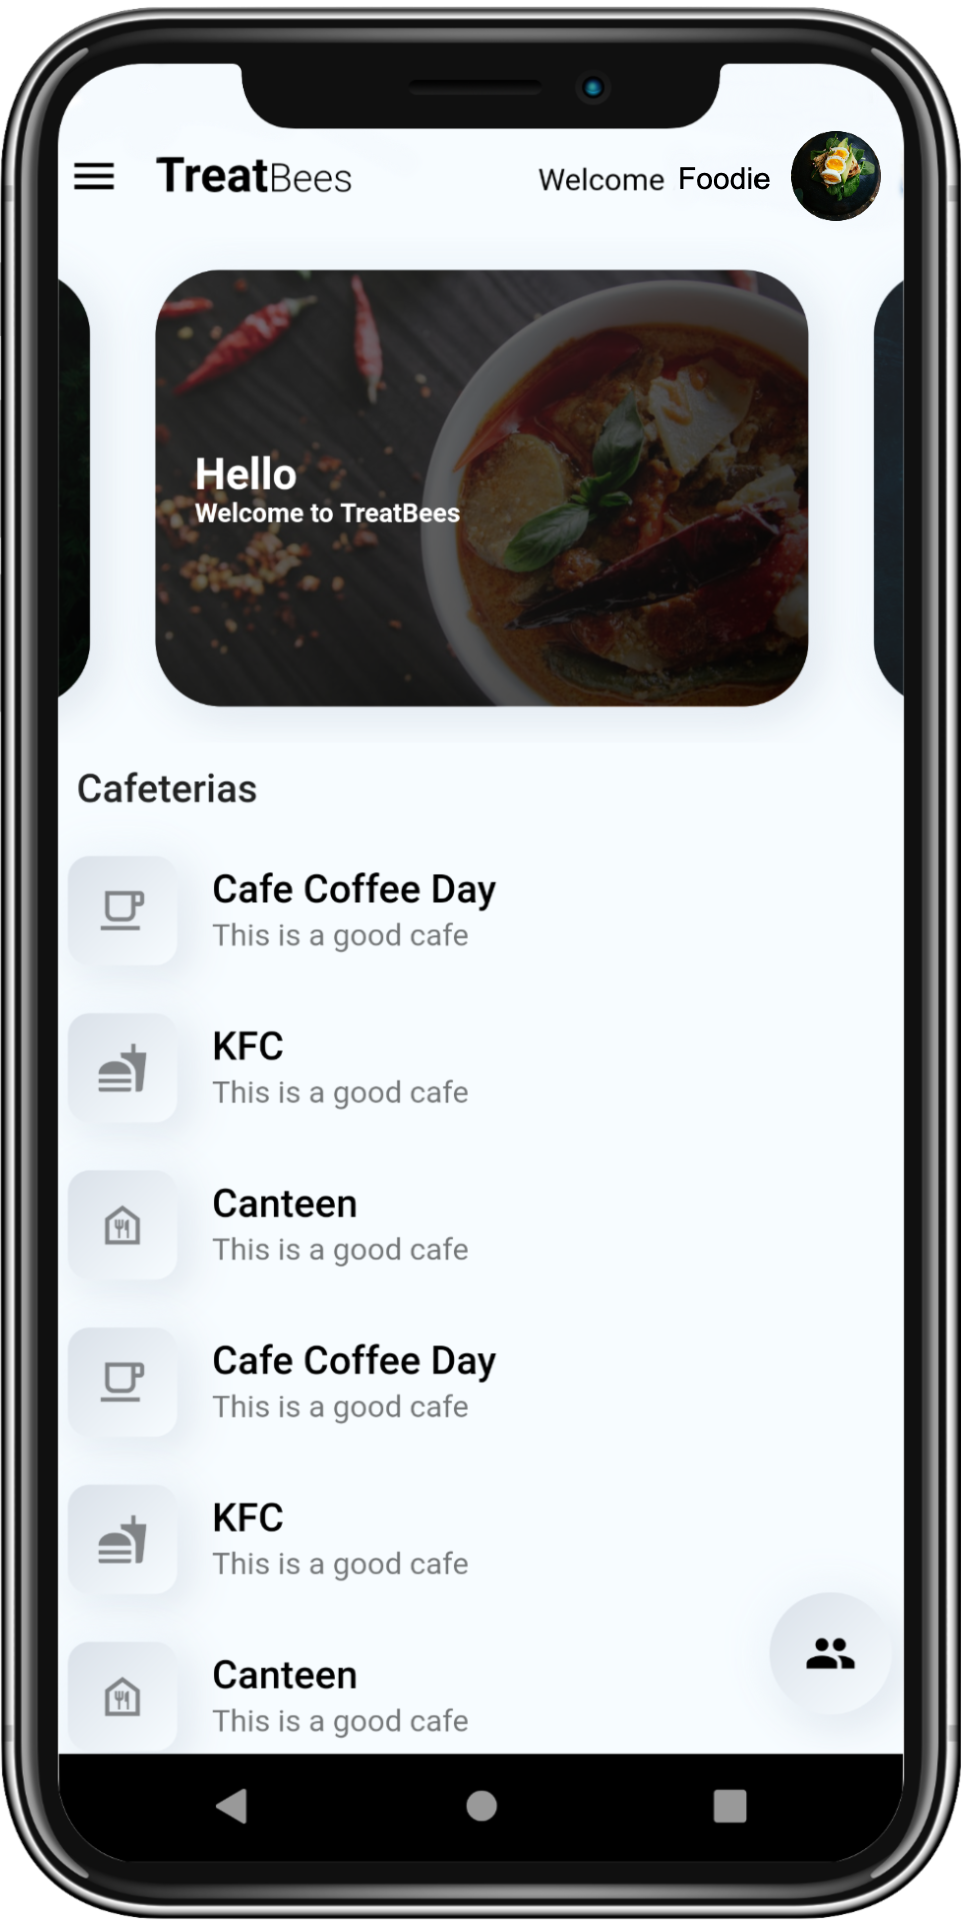 TreatBees
Welcome Foodie
Hello
Welcome to TreatBees
Cafeterias
Cafe Coffee Day
This is a good cafe
KFC
This is a good cafe
Canteen
This is a good cafe
Cafe Coffee Day
This is a good cafe
KFC
This is a good cafe
Canteen
This is a good cafe